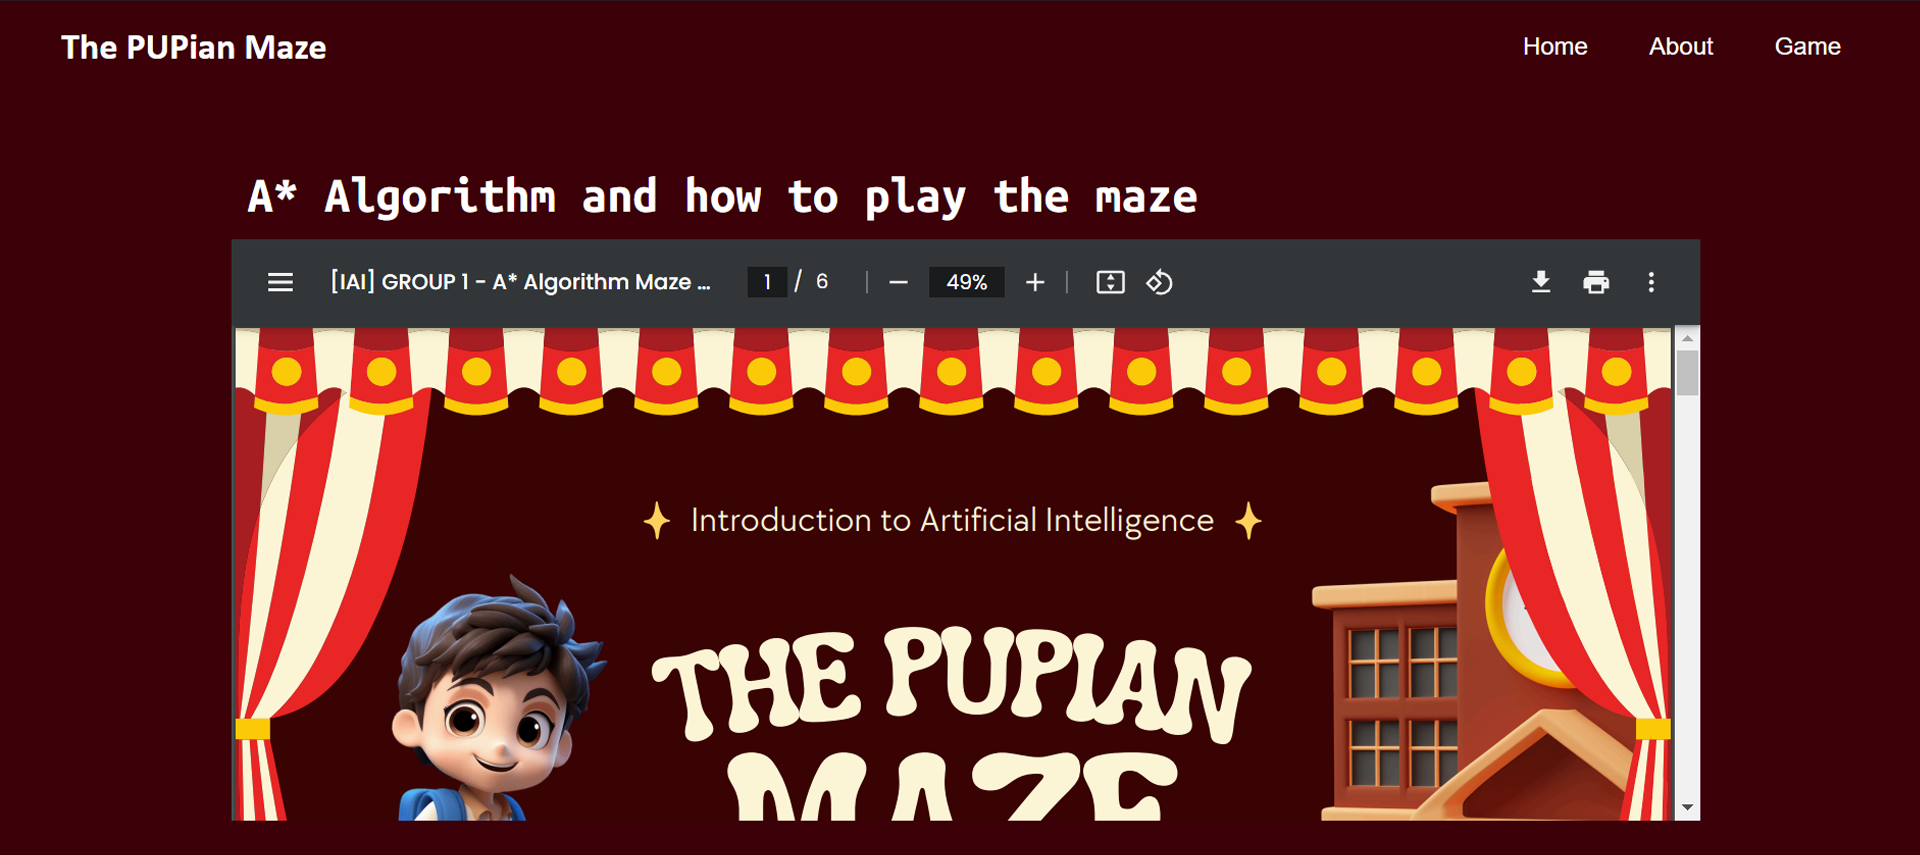 The PUPian Maze
Home About Game
A* Algorithm and how to play the maze
[IAI] GROUP 1 - A* Algorithm Maze ... 1 / 6 49%
Introduction to Artificial Intelligence
THE PUPIAN
MAZE